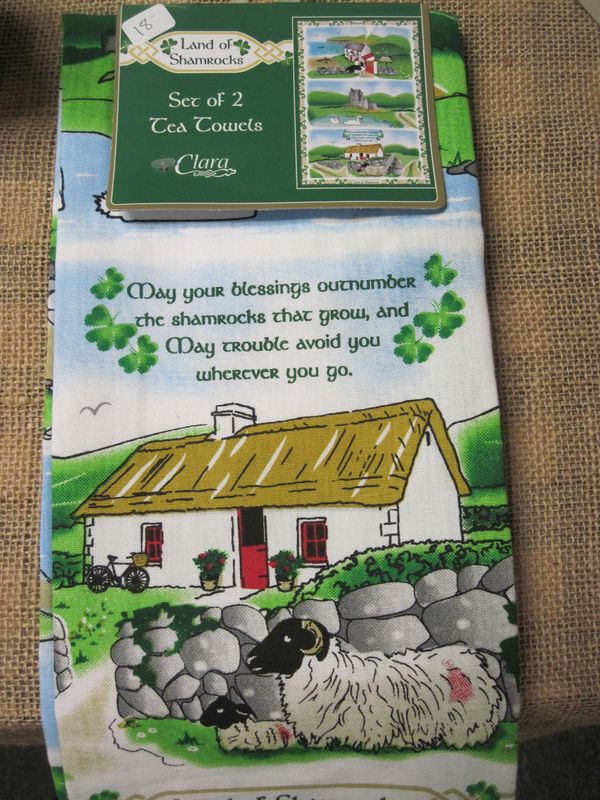 18-
Land of
Shamrocks
Set of 2
Tea Towels
Clara
May your blessings outnumber
the shamrocks that grow, and
May trouble avoid you
wherever you go.